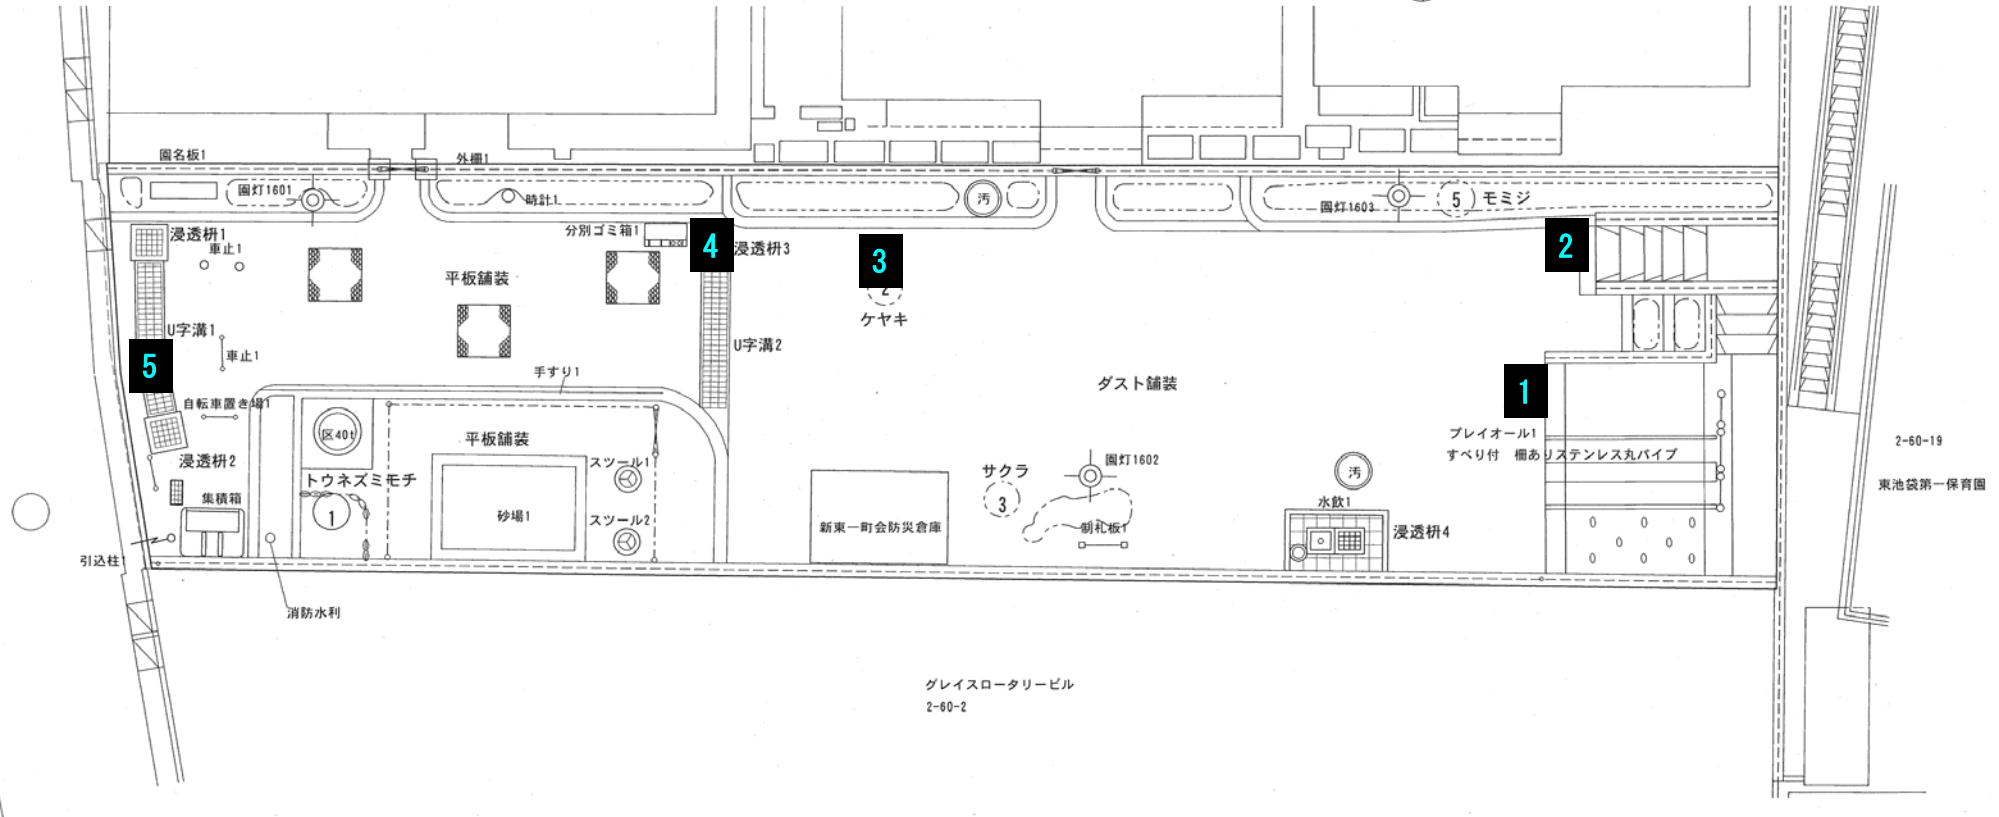 園名板1
外柵1
園灯1601
時計1
汚
園灯1603
5
モミジ
浸透枡1
車止1
分別ゴミ箱1
4
浸透枡3
3
2
2
ケヤキ
平板舗装
U字溝1
車止1
5
U字溝2
手すり1
ダスト舗装
1
自転車置き場1
区40t
平板舗装
プレイオール1
すべり付 柵ありステンレス丸パイプ
2-60-19
東池袋第一保育園
浸透枡2
トウネズミモチ
1
スツール1
サクラ
3
園灯1602
汚
集積箱
砂場1
スツール2
新東一町会防災倉庫
制札板1
水飲1
浸透枡4
引込柱1
消防水利
グレイスロータリービル
2-60-2